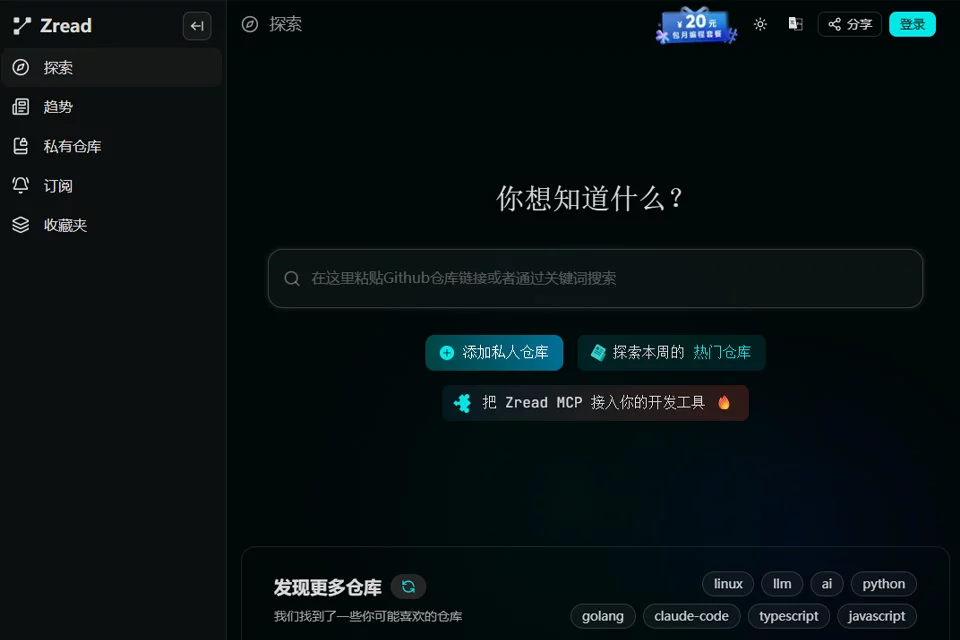 Zread
探索
趋势
私有仓库
订阅
收藏夹
探索
¥ 20 元
包月编程套餐
分享
登录
你想知道什么？
在这里粘贴Github仓库链接或者通过关键词搜索
添加私人仓库
探索本周的 热门仓库
把 Zread MCP 接入你的开发工具
发现更多仓库
我们找到了一些你可能喜欢的仓库
linux llm ai python
golang claude-code typescript javascript